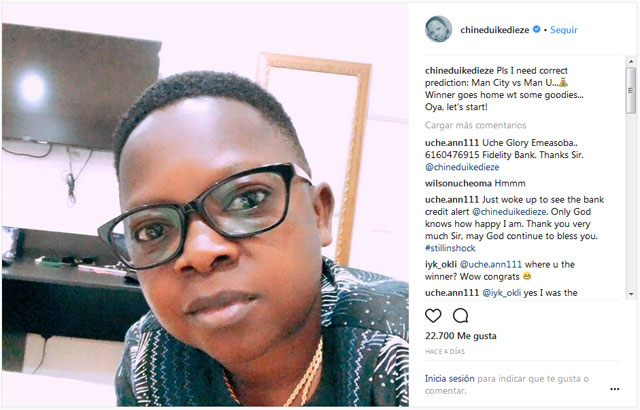 chineduikedieze • Seguir
chineduikedieze Pls I need correct
prediction: Man City vs Man U...💰
Winner goes home wt some goodies...
Oya, let's start!
Cargar más comentarios
uche.ann111 Uche Glory Emeasoba..
6160476915 Fidelity Bank. Thanks Sir.
@chineduikedieze
wilsonucheoma Hmmm
uche.ann111 Just woke up to see the bank
credit alert @chineduikedieze. Only God
knows how happy I am. Thank you very
much Sir, may God continue to bless you.
#stillinshock
iyk_okli @uche.ann111 where u the
winner? Wow congrats 😁
uche.ann111 @iyk_okli yes I was the
22.700 Me gusta
HACE 4 DÍAS
Inicia sesión para indicar que te gusta o
comentar.